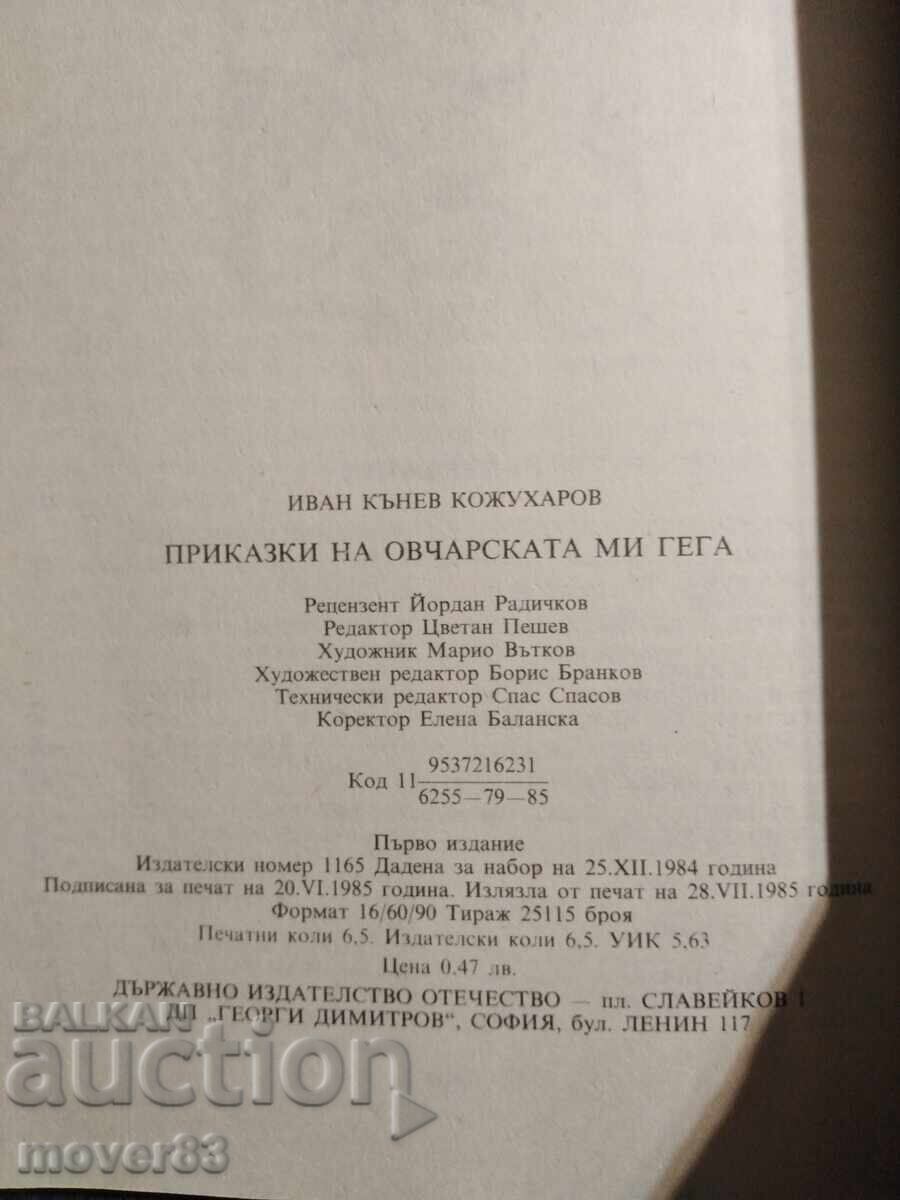 ИВАН КЪНЕВ КОЖУХАРОВ
ПРИКАЗКИ НА ОВЧАРСКАТА МИ ГЕГА
Рецензент Йордан Радичков
Редактор Цветан Пешев
Художник Марио Вътков
Художествен редактор Борис Бранков
Технически редактор Спас Спасов
Коректор Елена Баланска
9537216231
Код 11
6255—79—85
Първо издание
Издателски номер 1165 Дадена за набор на 25.XII.1984 година
Подписана за печат на 20.VI.1985 година. Излязла от печат на 28.VII.1985 година
Формат 16/60/90 Тираж 25115 броя
Печатни коли 6,5. Издателски коли 6,5. УИК 5,63
Цена 0,47 лв.
ДЪРЖАВНО ИЗДАТЕЛСТВО ОТЕЧЕСТВО — пл. СЛАВЕЙКОВ 1
ДП „ГЕОРГИ ДИМИТРОВ“, СОФИЯ, бул. ЛЕНИН 117
BALKAN
auction
mover83